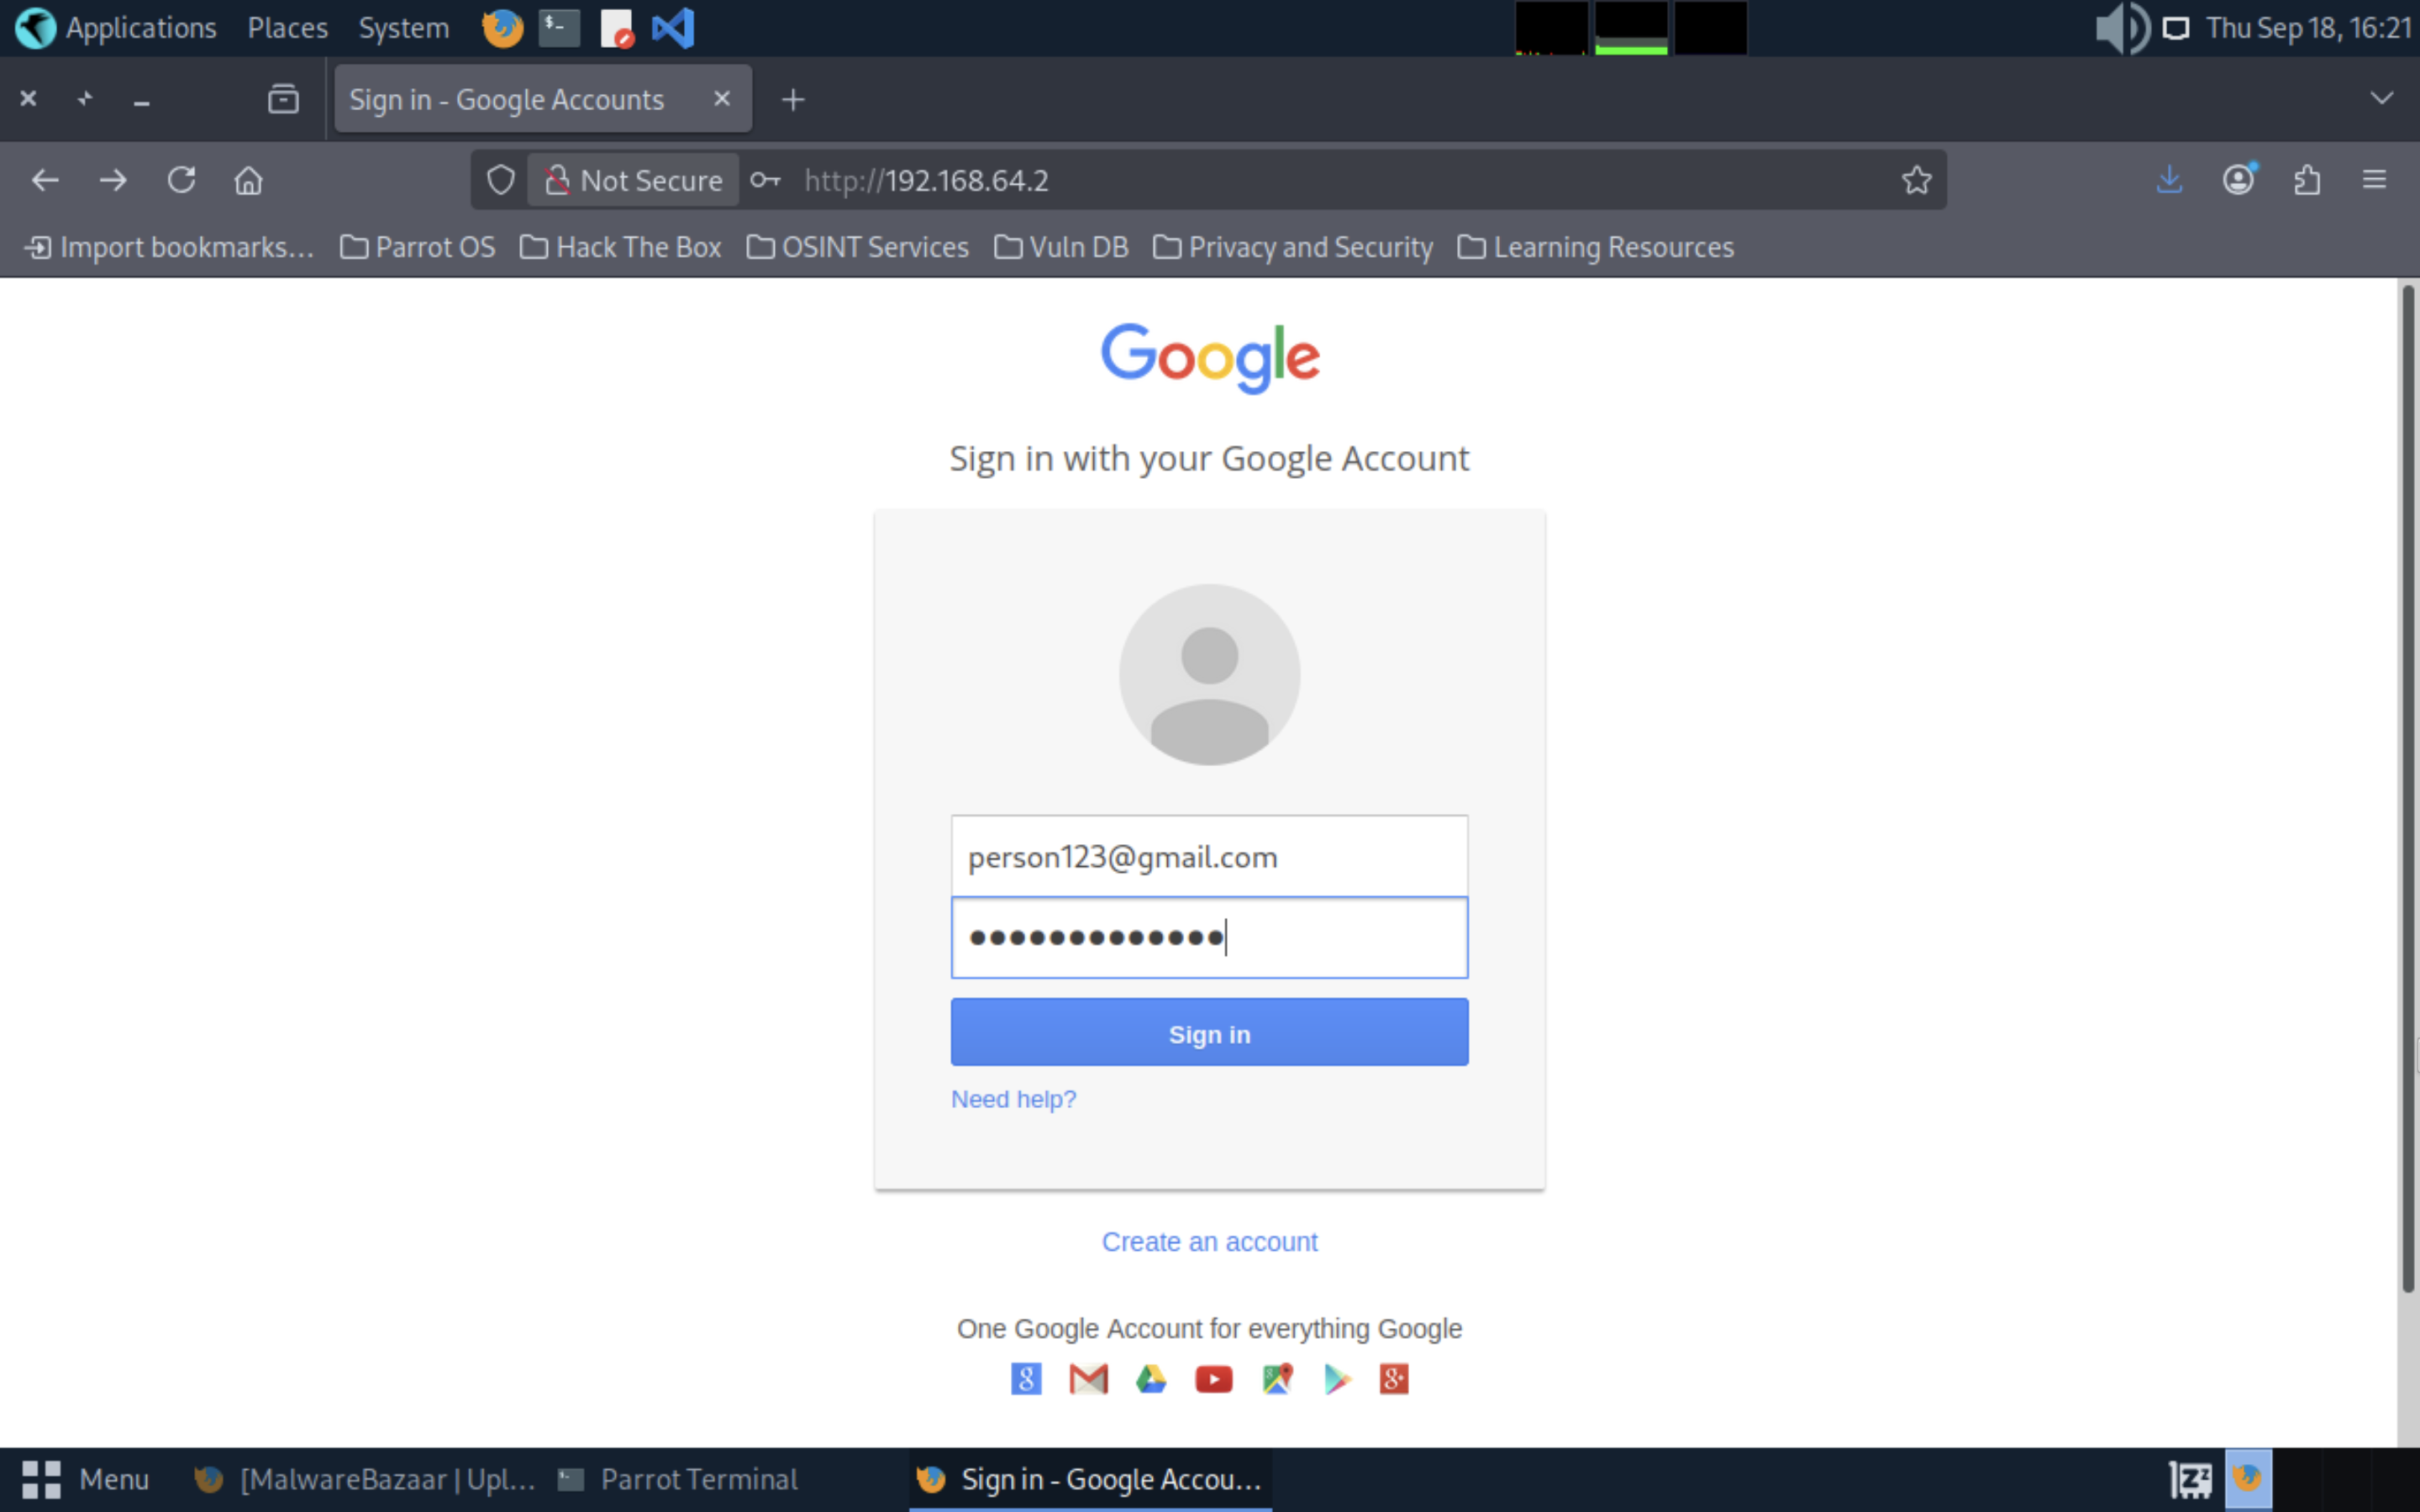 Applications Places System Thu Sep 18, 16:21
Sign in - Google Accounts
Not Secure http://192.168.64.2
Import bookmarks... Parrot OS Hack The Box OSINT Services Vuln DB Privacy and Security Learning Resources
Google
Sign in with your Google Account
person123@gmail.com
•••••••••••••
Sign in
Need help?
Create an account
One Google Account for everything Google
Menu [MalwareBazaar | Upl... Parrot Terminal Sign in - Google Accou...